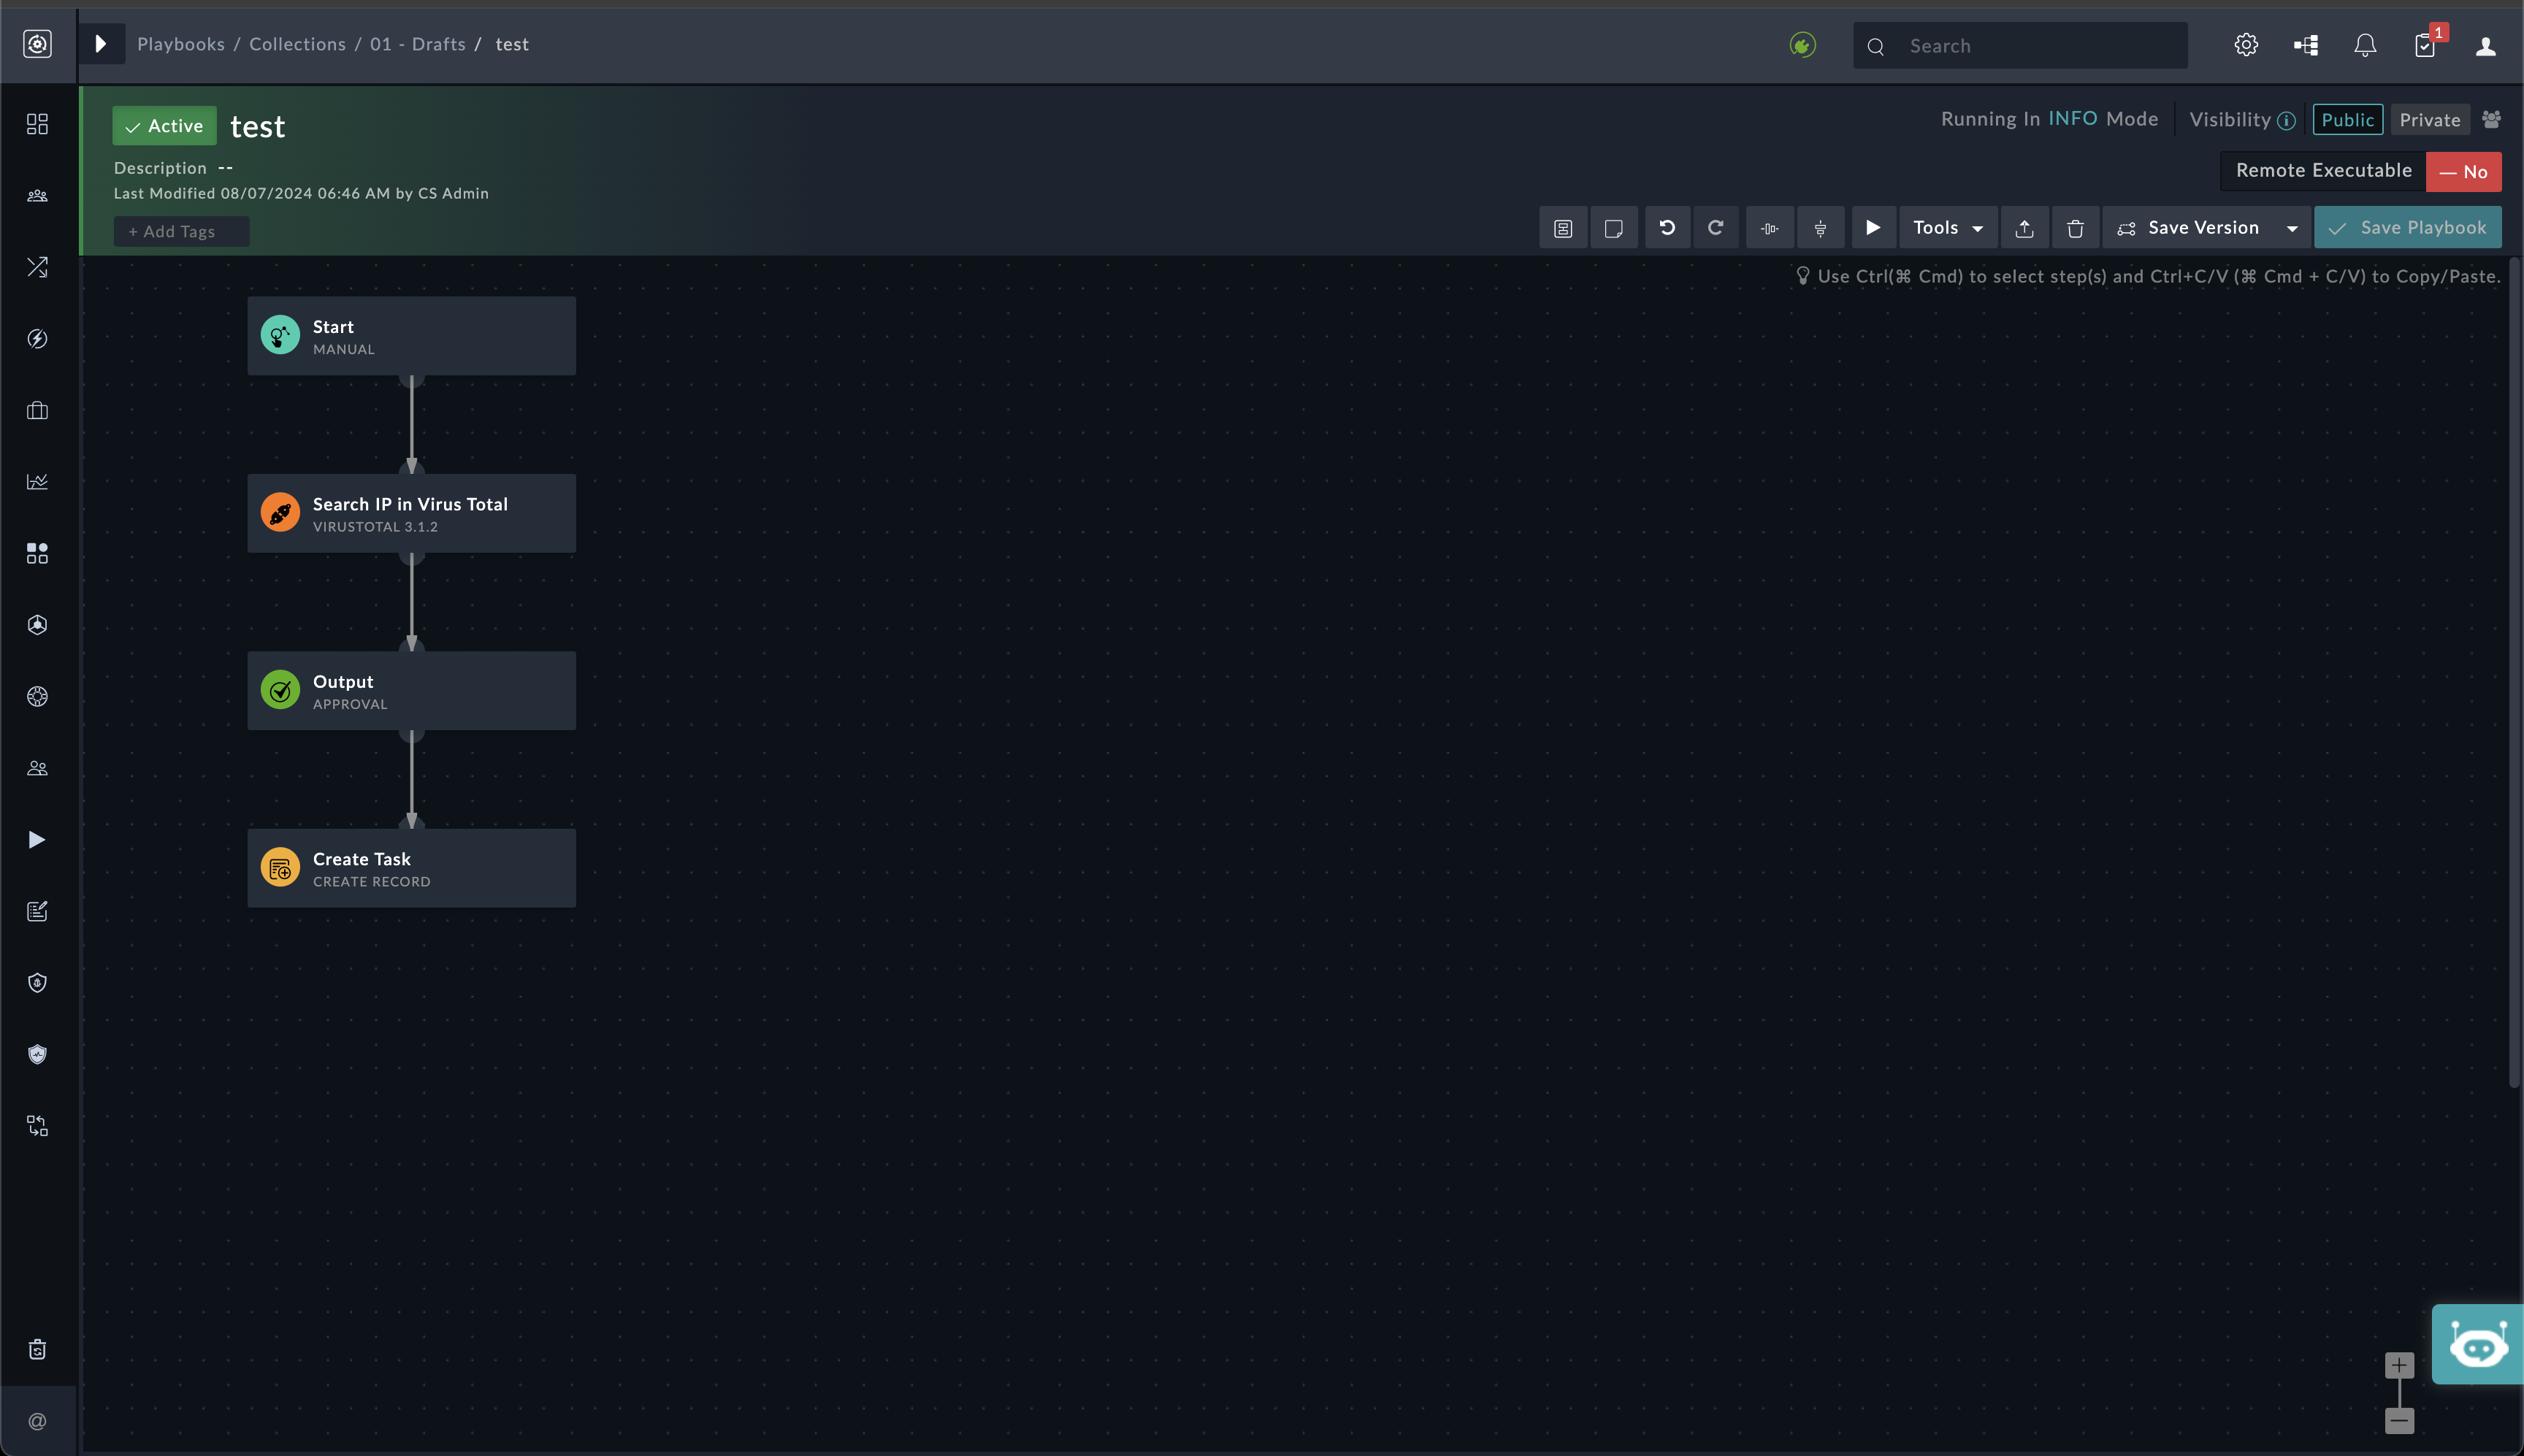 Playbooks / Collections / 01 - Drafts / test
Search
1
Active
test
Running In INFO Mode
Visibility
Public
Private
Description --
Remote Executable
No
Last Modified 08/07/2024 06:46 AM by CS Admin
+ Add Tags
Tools
Save Version
Save Playbook
Use Ctrl(⌘ Cmd) to select step(s) and Ctrl+C/V (⌘ Cmd + C/V) to Copy/Paste.
Start
MANUAL
Search IP in Virus Total
VIRUSTOTAL 3.1.2
Output
APPROVAL
Create Task
CREATE RECORD
@